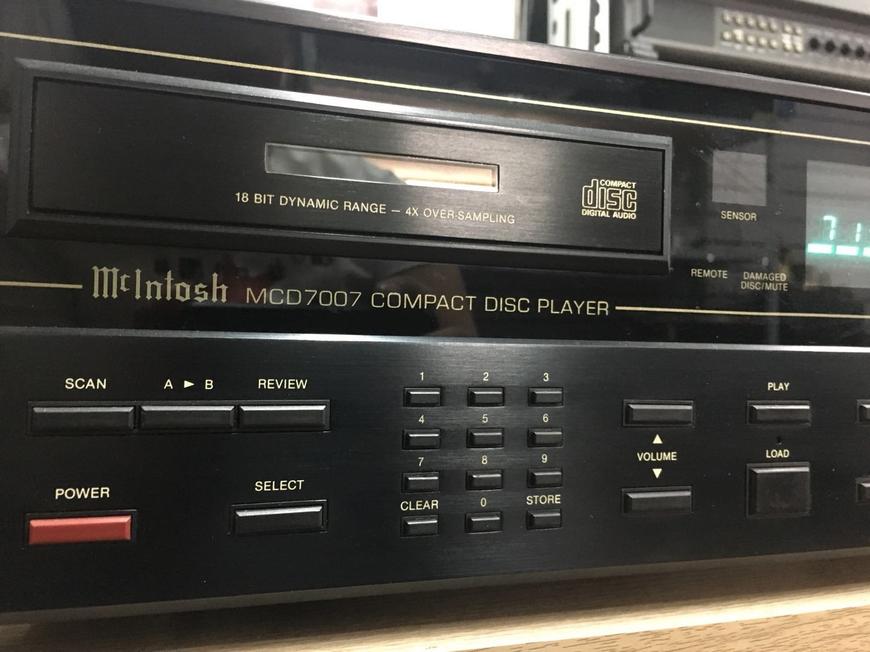 18 BIT DYNAMIC RANGE — 4X OVER-SAMPLING
COMPACT
disc
DIGITAL AUDIO
SENSOR
REMOTE
DAMAGED
DISC/MUTE
McIntosh MCD7007 COMPACT DISC PLAYER
SCAN
A ► B
REVIEW
1 2 3
4 5 6
7 8 9
CLEAR 0 STORE
POWER
SELECT
▲
VOLUME
▼
PLAY
LOAD